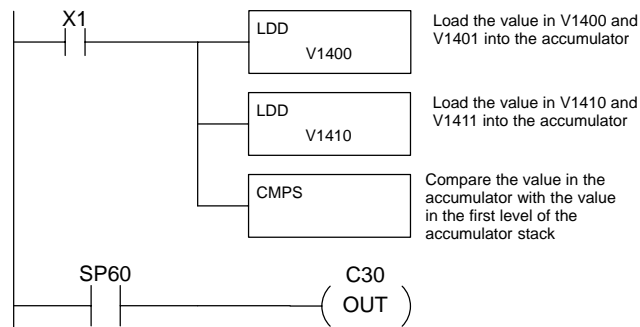 X1
LDD
V1400
Load the value in V1400 and
V1401 into the accumulator
LDD
V1410
Load the value in V1410 and
V1411 into the accumulator
CMPS
Compare the value in the
accumulator with the value
in the first level of the
accumulator stack
SP60
C30
OUT